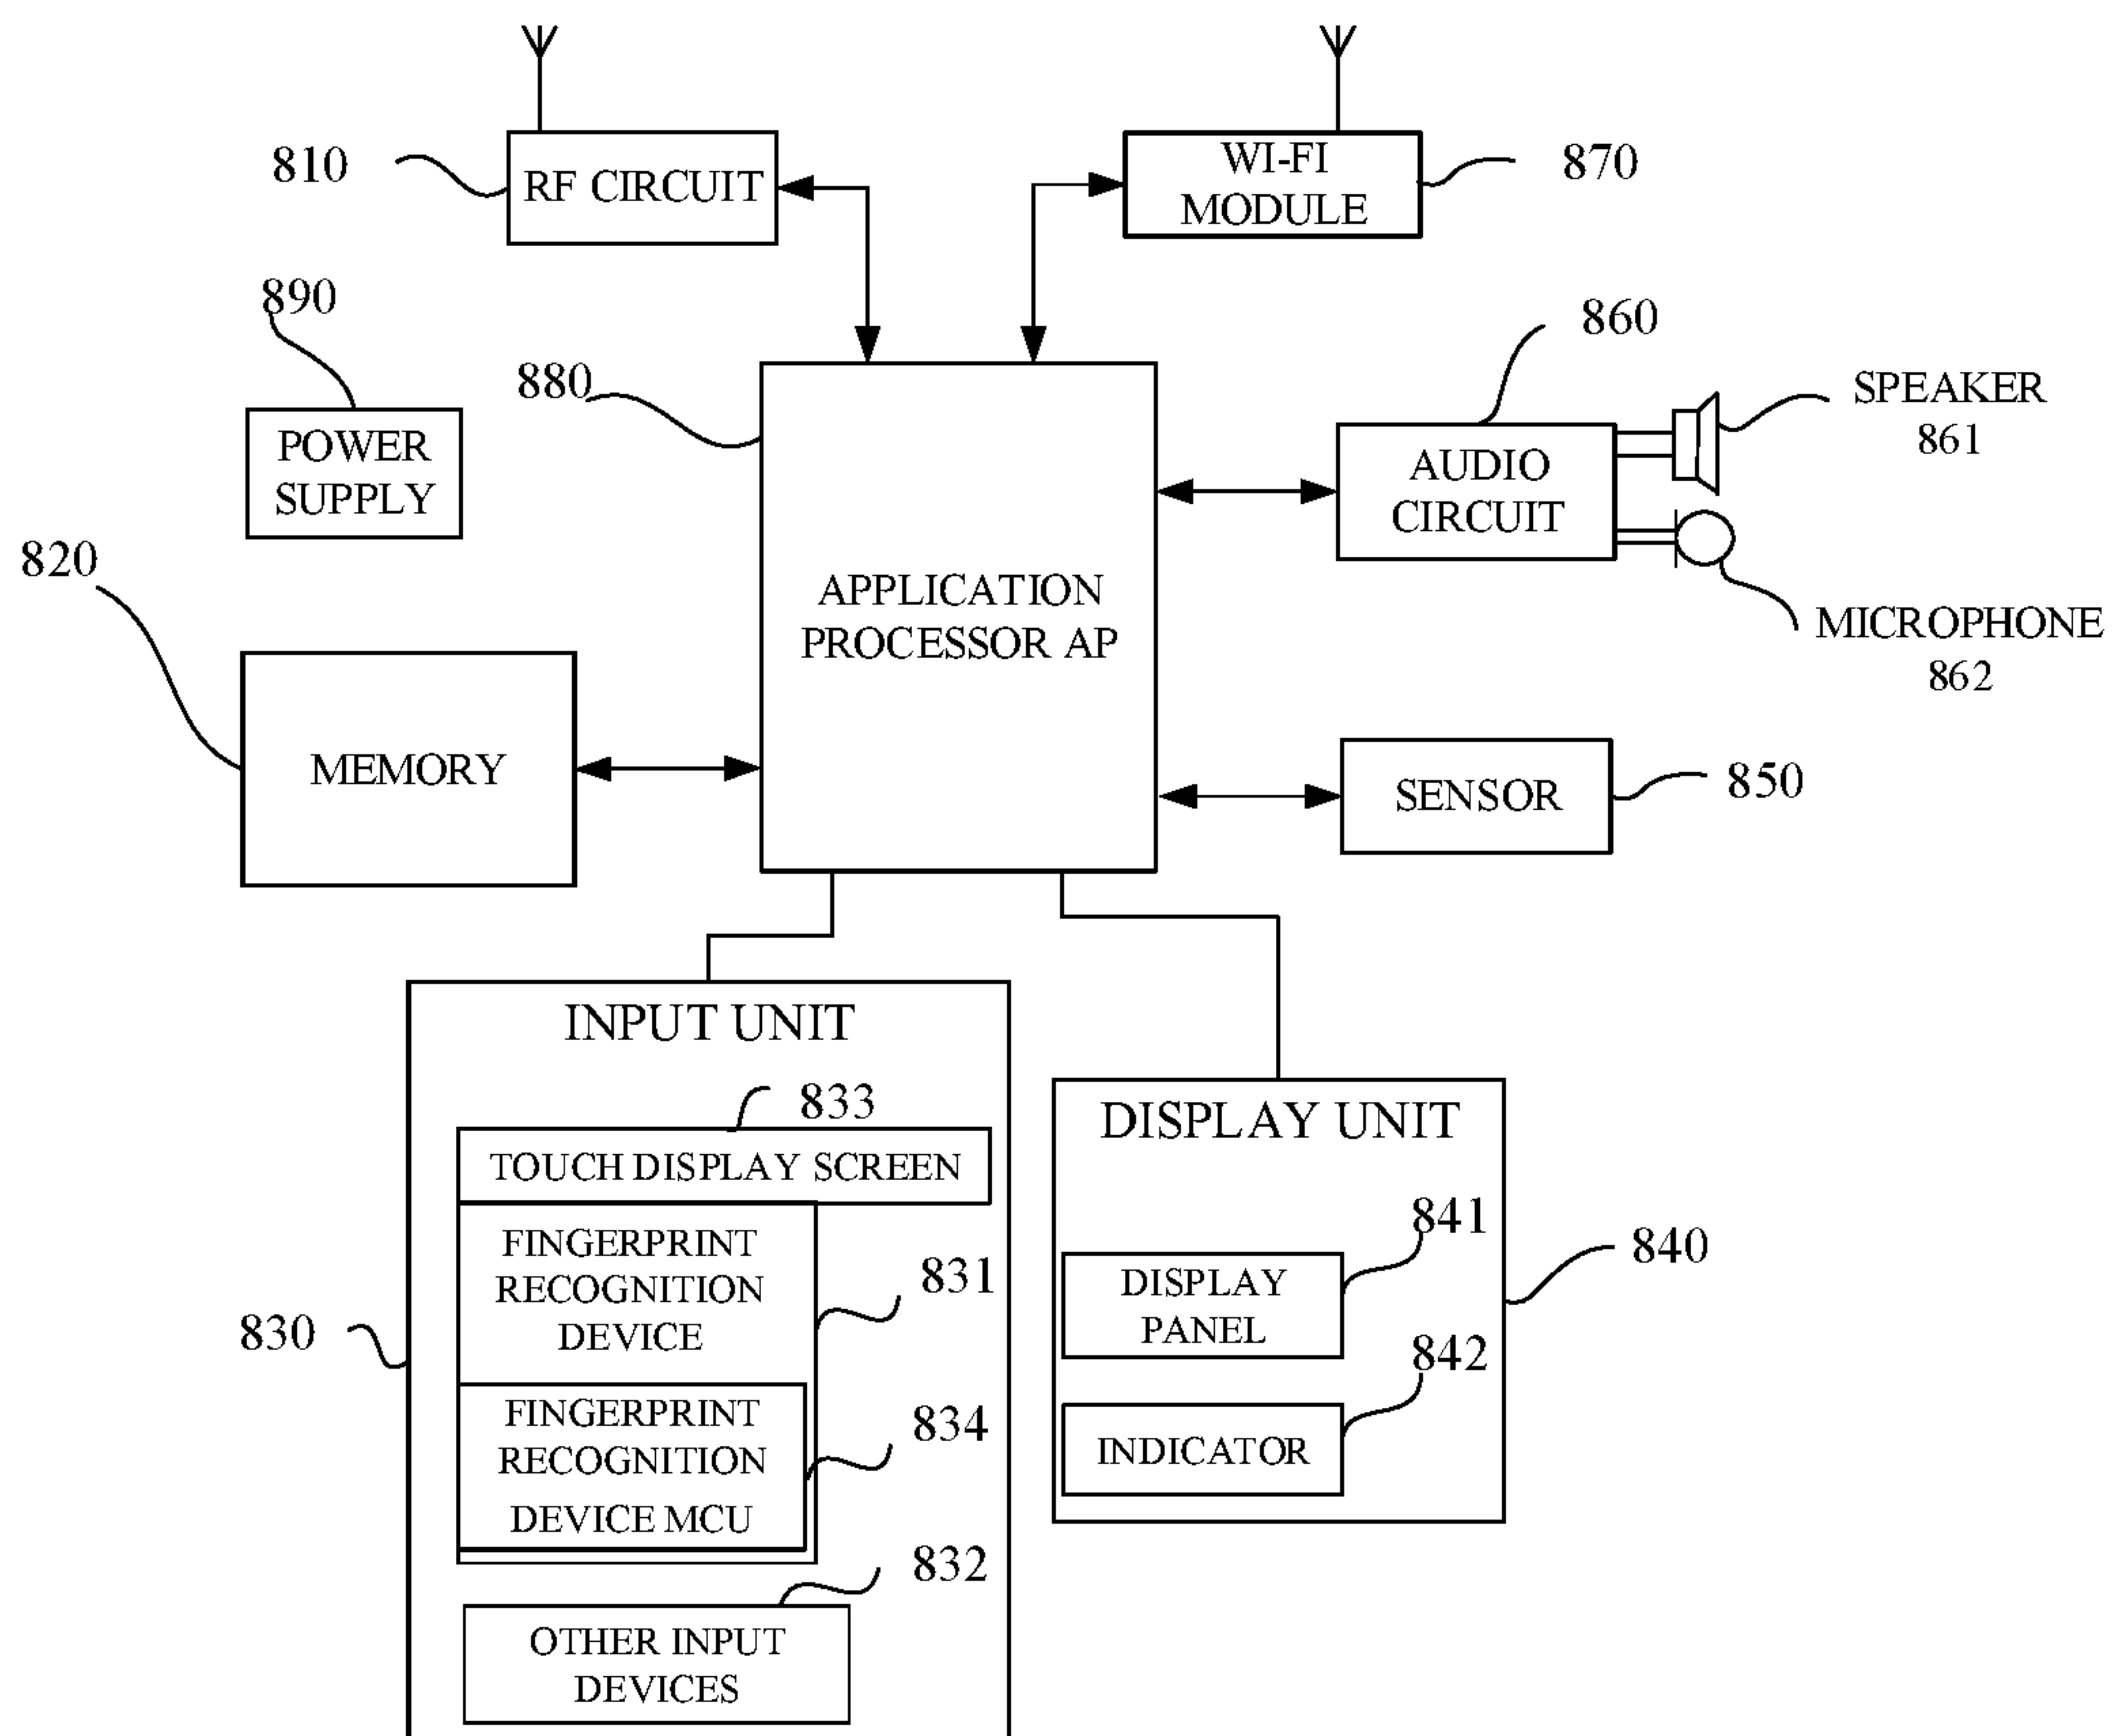 810
RF CIRCUIT
WI-FI
MODULE
870
890
POWER
SUPPLY
880
860
AUDIO
CIRCUIT
SPEAKER
861
MICROPHONE
862
820
MEMORY
APPLICATION
PROCESSOR AP
SENSOR
850
INPUT UNIT
833
TOUCH DISPLAY SCREEN
FINGERPRINT
RECOGNITION
DEVICE
831
830
FINGERPRINT
RECOGNITION
DEVICE MCU
834
832
OTHER INPUT
DEVICES
DISPLAY UNIT
841
DISPLAY
PANEL
840
842
INDICATOR